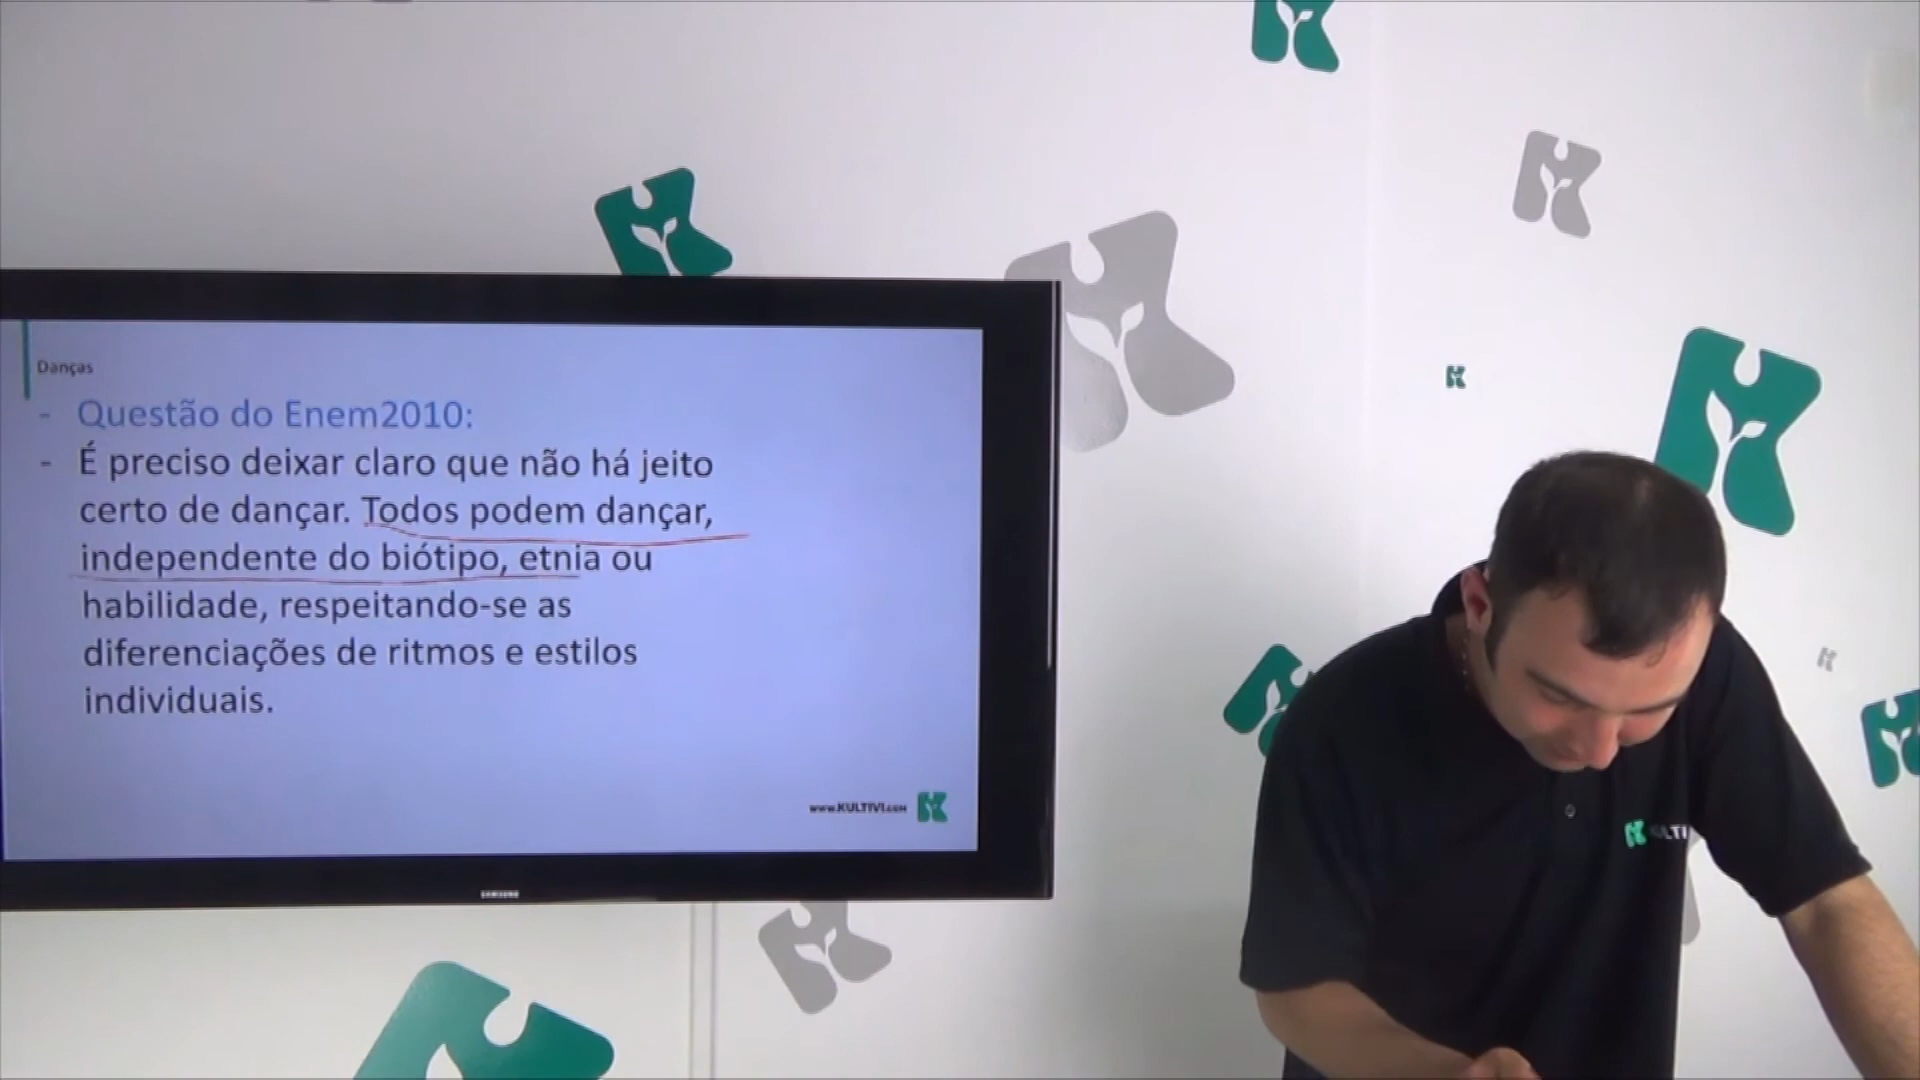 Danças
- Questão do Enem2010:
- É preciso deixar claro que não há jeito
certo de dançar. Todos podem dançar,
independente do biótipo, etnia ou
habilidade, respeitando-se as
diferenciações de ritmos e estilos
individuais.
www.KULTIVI.com
SAMSUNG
KULTI